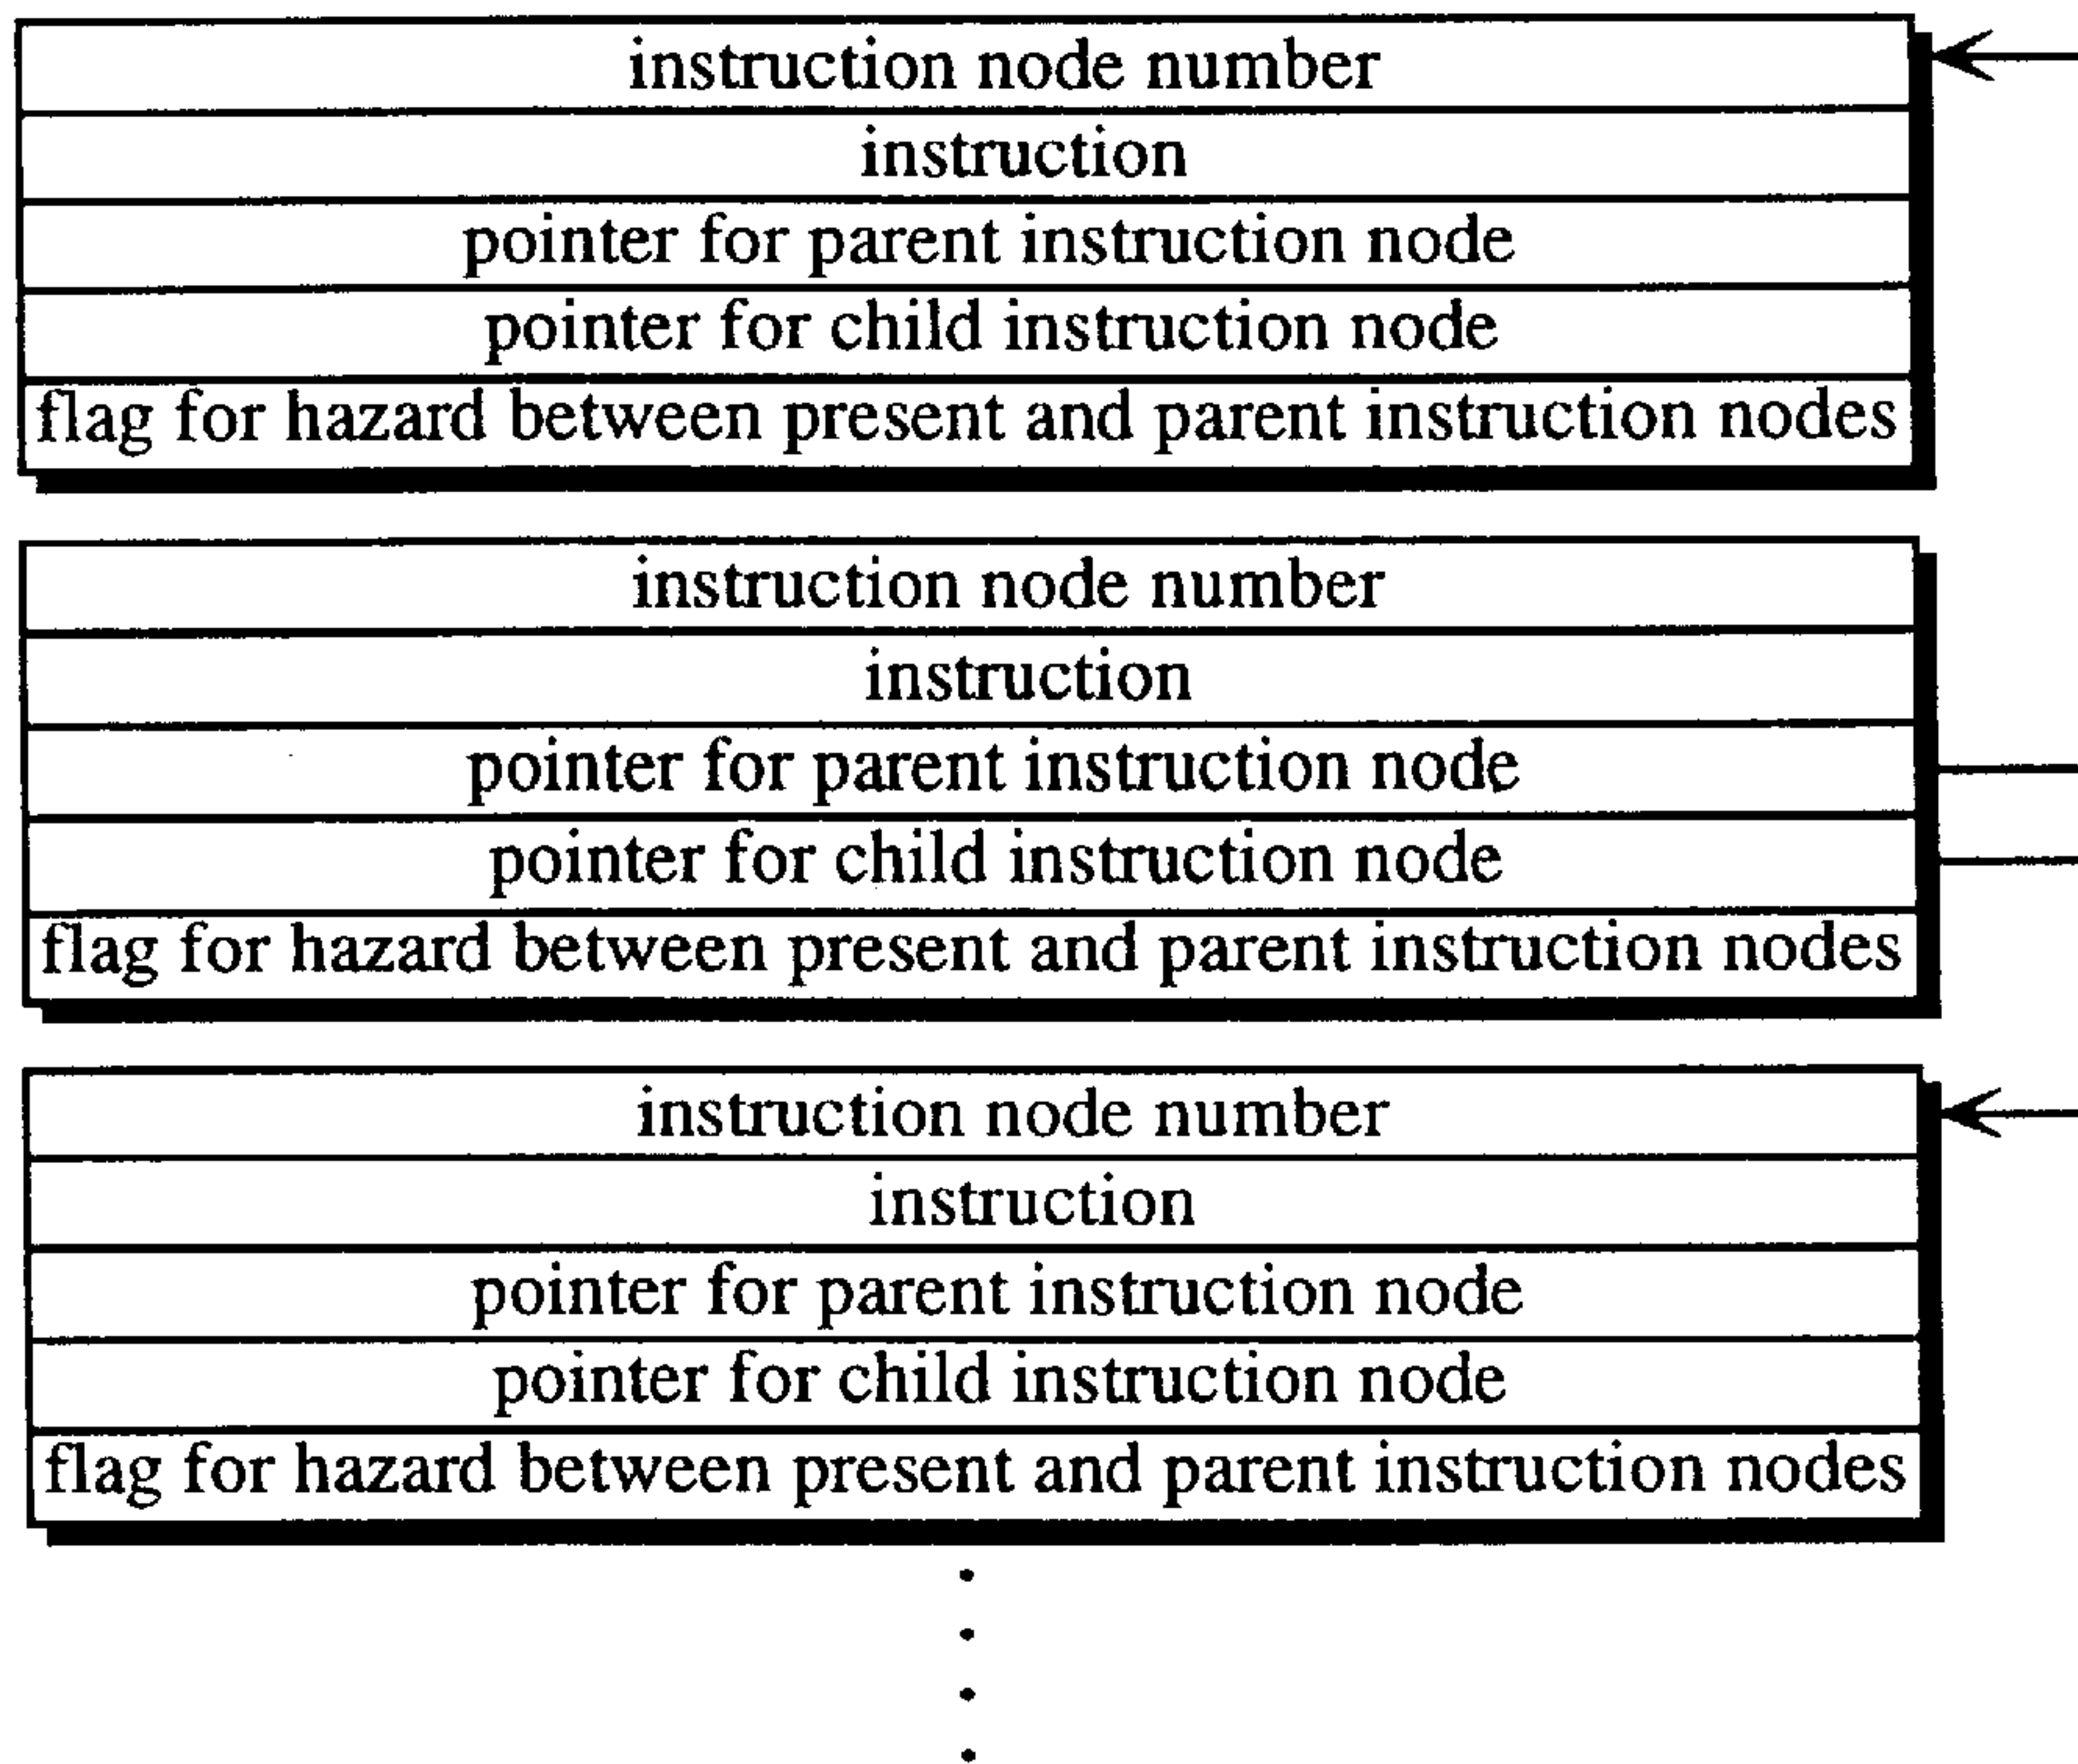 instruction node number
instruction
pointer for parent instruction node
pointer for child instruction node
flag for hazard between present and parent instruction nodes
instruction node number
instruction
pointer for parent instruction node
pointer for child instruction node
flag for hazard between present and parent instruction nodes
instruction node number
instruction
pointer for parent instruction node
pointer for child instruction node
flag for hazard between present and parent instruction nodes